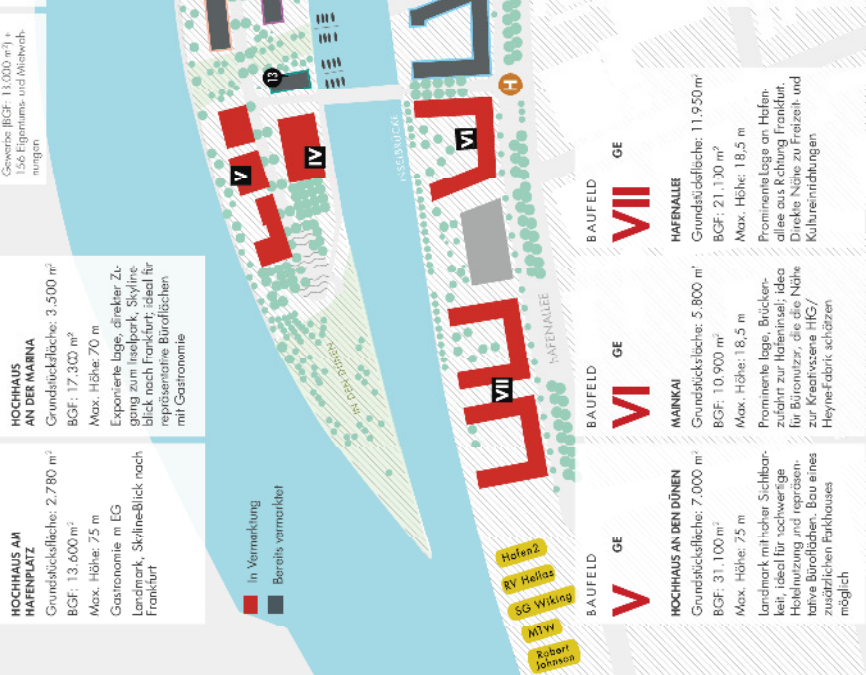 Gewerbe (BGF: 13.000 m²) +
156 Eigentums- und Mietwoh-
nungen
HOCHHAUS
AN DER MARINA
Grundstücksfläche: 3.500 m²
BGF: 17.300 m²
Max. Höhe: 70 m
Exponierte Lage, direkter Zu-
gang zum Inselpark, Skyline-
blick nach Frankfurt; ideal für
repräsentative Büroflächen
mit Gastronomie
HOCHHAUS AM
HAFENPLATZ
Grundstücksfläche: 2.780 m²
BGF: 13.600 m²
Max. Höhe: 75 m
Gastronomie m EG
Landmark, Skyline-Blick nach
Frankfurt
In Vermarktung
Bereits vermarktet
13
V
IV
IN DEN DÜNEN
VI
VII
H
HAFENALLEE
Hafen2
RV Hellas
SG Wiking
MTW
Robert
Johnson
BAUFELD
V GE
HOCHHAUS AN DEN DÜNEN
Grundstücksfläche: 7.000 m²
BGF: 31.100 m²
Max. Höhe: 75 m
Landmark mit hoher Sichtbar-
keit, ideal für hochwertige
Hotelnutzung und repräsen-
tative Büroflächen. Bau eines
zusätzlichen Parkhauses
möglich
BAUFELD
VI GE
MAINKAI
Grundstücksfläche: 5.800 m²
BGF: 10.900 m²
Max. Höhe: 18,5 m
Prominente Lage, Brücken-
zufahrt zur Hafeninsel; idea
für Büronutzer, die die Nähe
zur Kreativszene HfG/
Heyne-Fabrik schätzen
BAUFELD
VII GE
HAFENALLEE
Grundstücksfläche: 11.950 m²
BGF: 21.100 m²
Max. Höhe: 18,5 m
Prominente Lage an Hafen-
allee aus Richtung Frankfurt.
Direkte Nähe zu Freizeit- und
Kultureinrichtungen